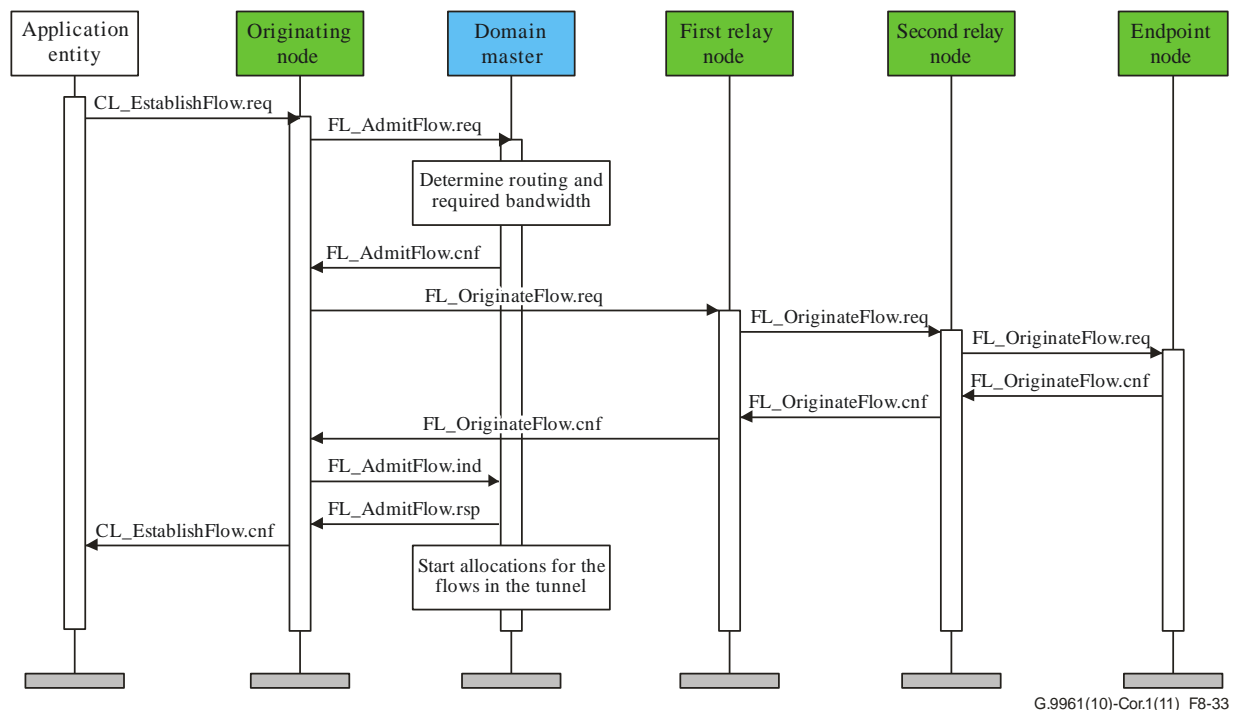 Application
entity
Originating
node
Domain
master
First relay
node
Second relay
node
Endpoint
node
CL_EstablishFlow.req
FL_AdmitFlow.req
Determine routing and
required bandwidth
FL_AdmitFlow.cnf
FL_OriginateFlow.req
FL_OriginateFlow.req
FL_OriginateFlow.req
FL_OriginateFlow.cnf
FL_OriginateFlow.cnf
FL_OriginateFlow.cnf
FL_AdmitFlow.ind
FL_AdmitFlow.rsp
CL_EstablishFlow.cnf
Start allocations for the
flows in the tunnel
G.9961(10)-Cor.1(11)_F8-33